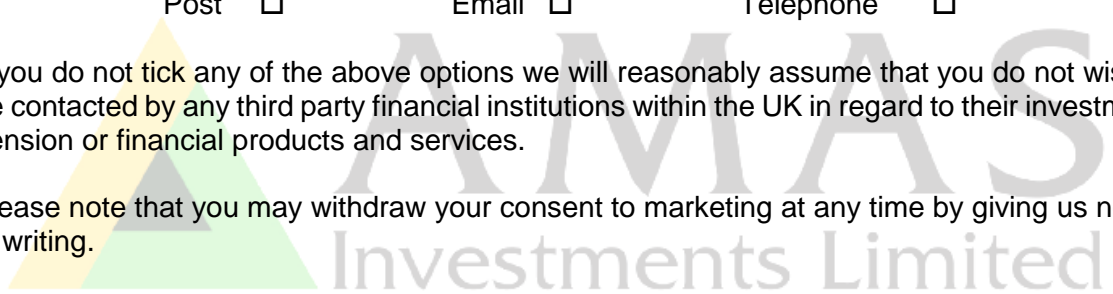 Post Email Telephone
you do not tick any of the above options we will reasonably assume that you do not wis
e contacted by any third party financial institutions within the UK in regard to their investm
ension or financial products and services.
ease note that you may withdraw your consent to marketing at any time by giving us n
writing.
AMAS
Investments Limited